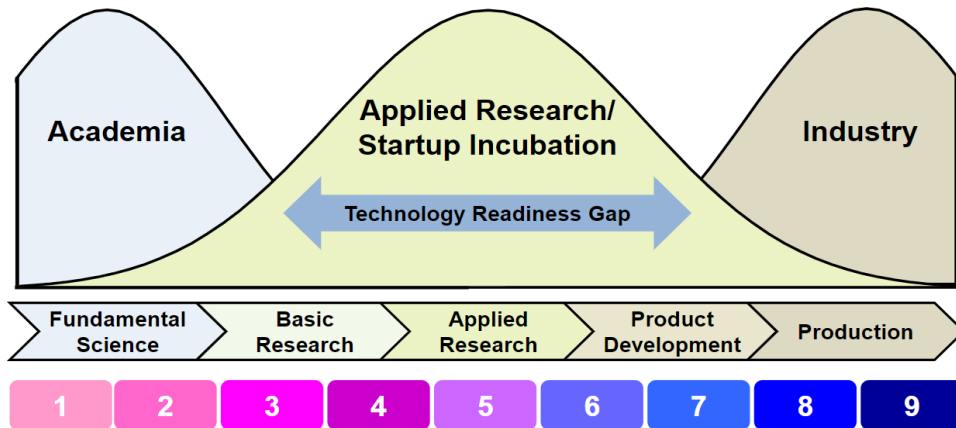 Academia
Applied Research/
Startup Incubation
Industry
Technology Readiness Gap
Fundamental
Science
Basic
Research
Applied
Research
Product
Development
Production
1 2 3 4 5 6 7 8 9